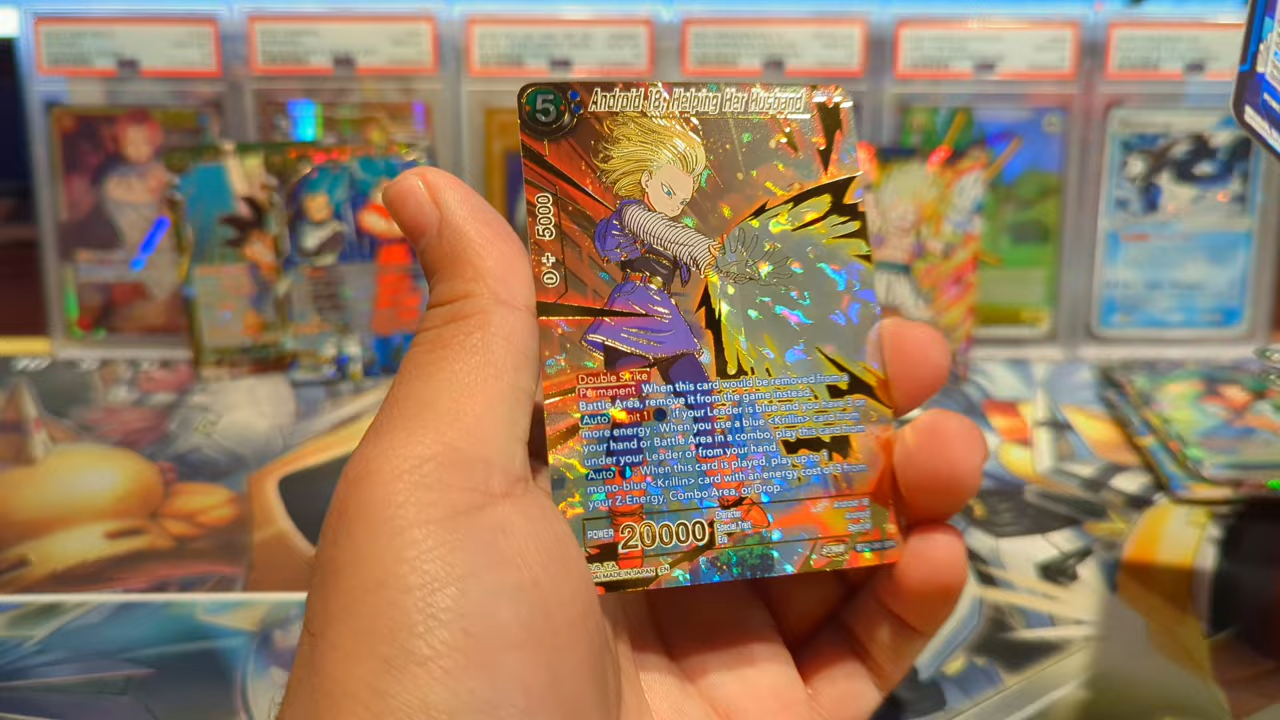 5
Android 18, Helping Her Husband
0 + 5000
Double Strike
Permanent When this card would be removed from a
Battle Area, remove it from the game instead.
Auto Limit 1 if your Leader is blue and you have 3 or
more energy : When you use a blue <Krillin> card from
your hand or Battle Area in a combo, play this card from
under your Leader or from your hand.
Auto When this card is played, play up to 1
mono-blue <Krillin> card with an energy cost of 3 from
your Z-Energy, Combo Area, or Drop.
POWER 20000
Character
Special Trait
Era
MADE IN JAPAN EN